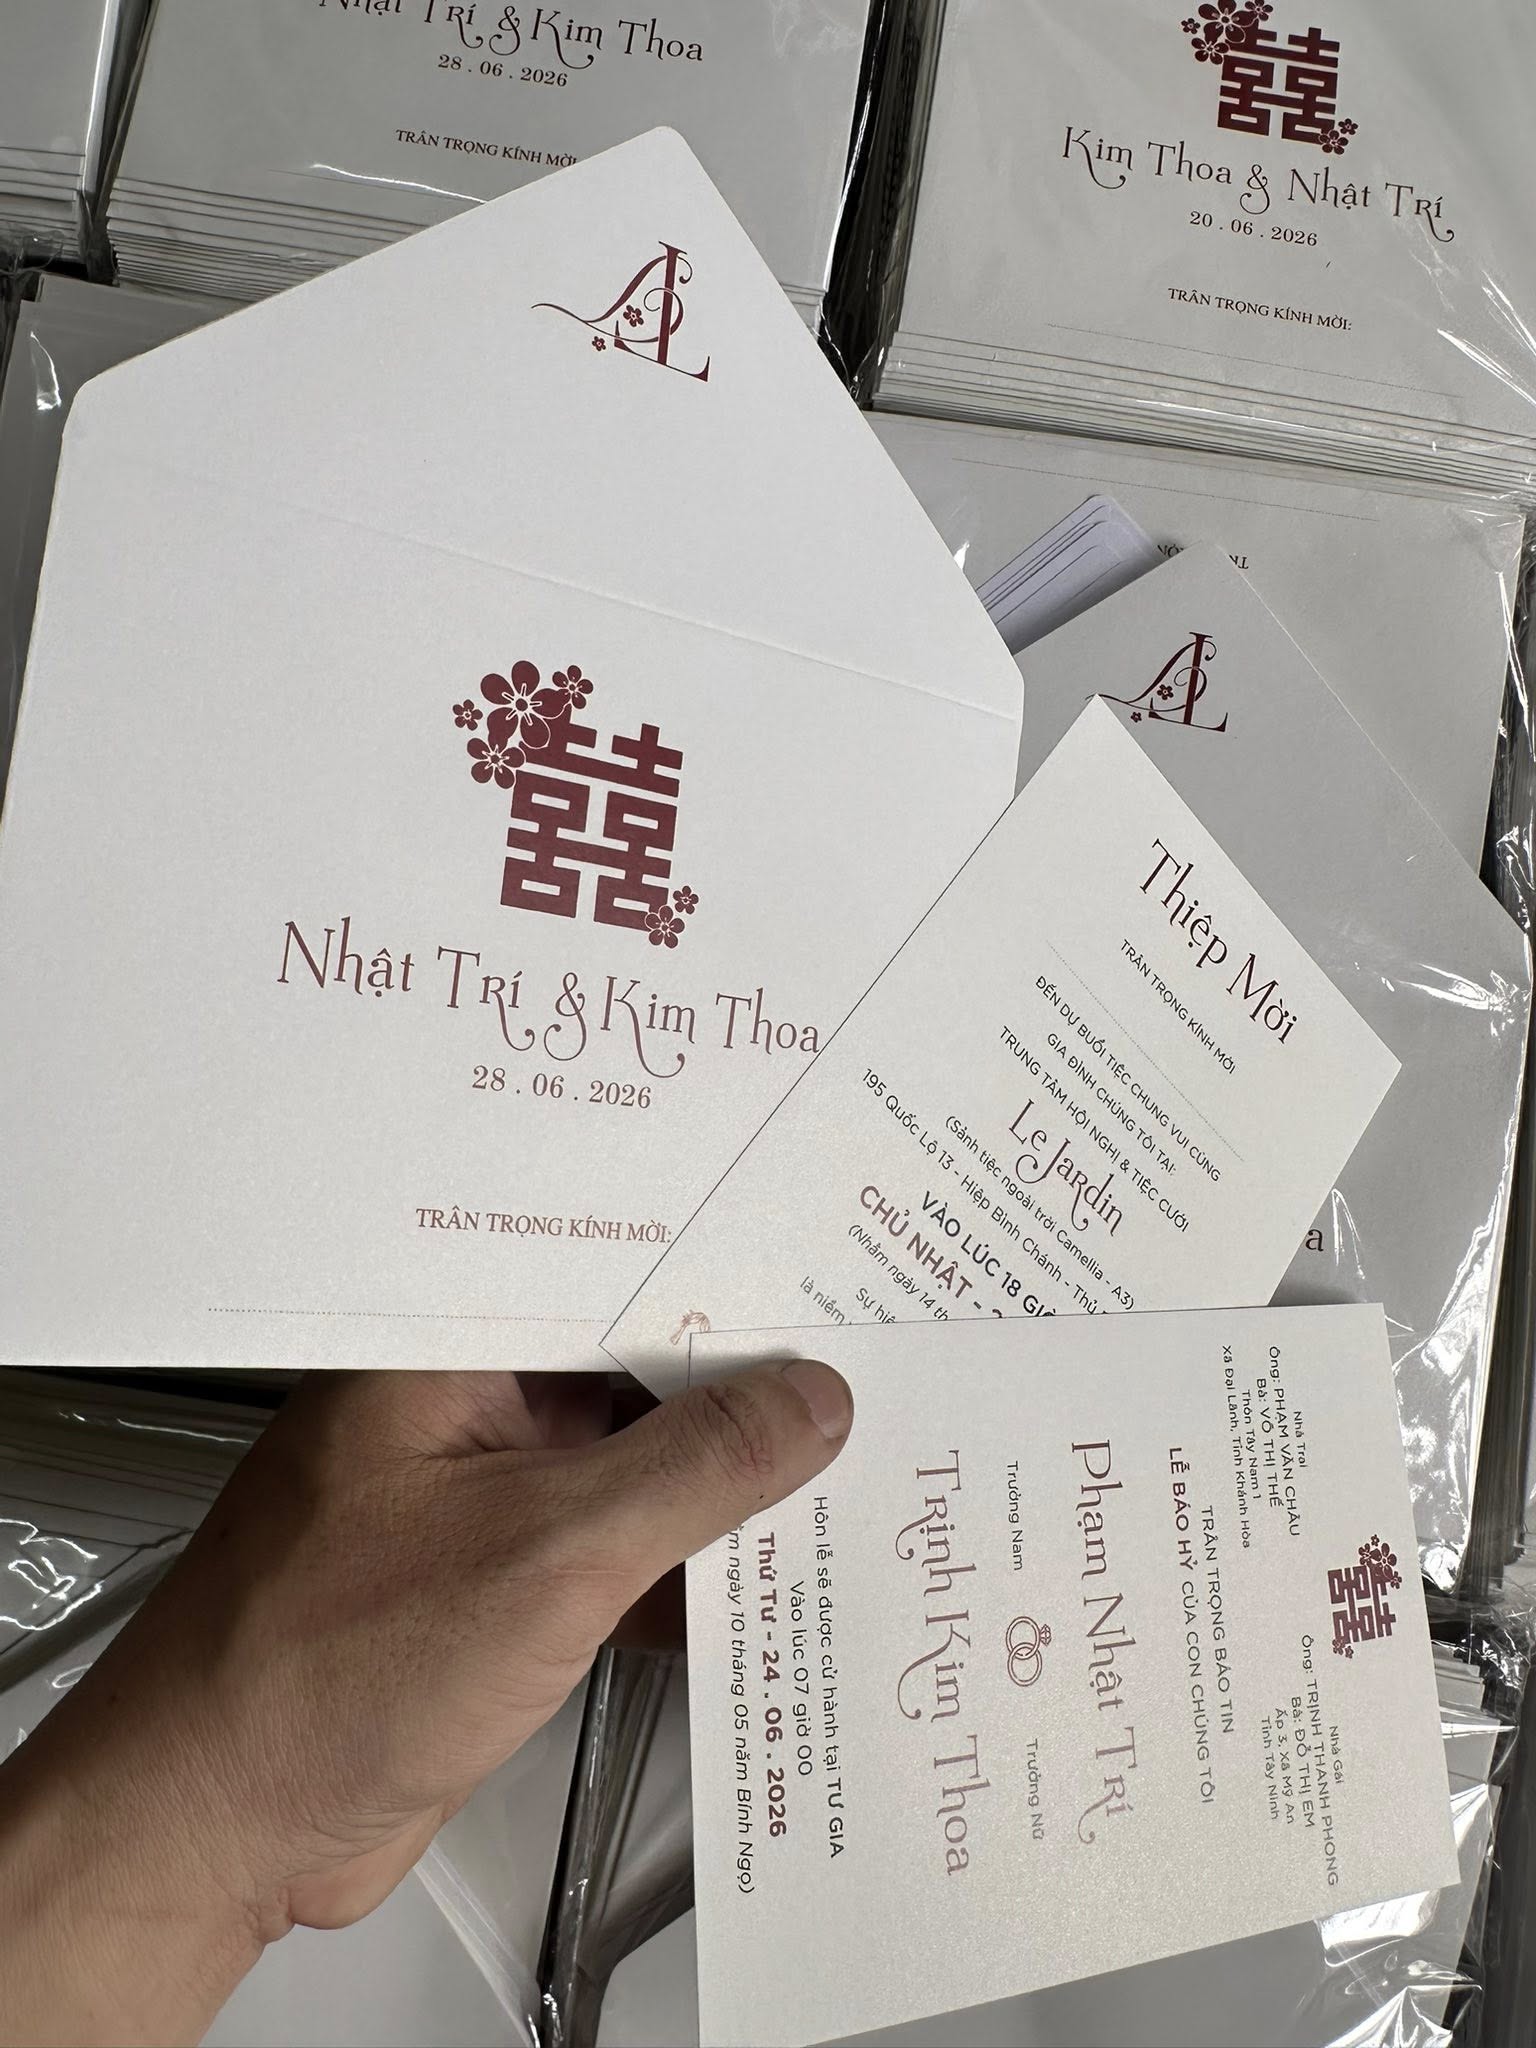 Nhật Trí & Kim Thoa
28 . 06 . 2026
TRÂN TRỌNG KÍNH MỜI
囍
Kim Thoa & Nhật Trí
20 . 06 . 2026
TRÂN TRỌNG KÍNH MỜI:
囍
Nhật Trí & Kim Thoa
28 . 06 . 2026
TRÂN TRỌNG KÍNH MỜI:
Thiệp Mời
TRÂN TRỌNG KÍNH MỜI
ĐẾN DỰ BUỔI TIỆC CHUNG VUI CÙNG
GIA ĐÌNH CHÚNG TÔI TẠI:
TRUNG TÂM HỘI NGHỊ & TIỆC CƯỚI
Le Jardin
(Sảnh tiệc ngoài trời Camellia - A3)
195 Quốc Lộ 13 - Hiệp Bình Chánh - Thủ
VÀO LÚC 18 GIỜ
CHỦ NHẬT -
(Nhằm ngày 14
là niềm
囍
Nhà Trai
Ông: PHẠM VĂN CHÂU
Bà: VÕ THỊ THẾ
Thôn Tây Nam 1
Xã Đại Lãnh, Tỉnh Khánh Hòa
Nhà Gái
Ông: TRỊNH THANH PHONG
Bà: ĐỖ THỊ EM
Ấp 3, Xã Mỹ An
Tỉnh Tây Ninh
TRÂN TRỌNG BÁO TIN
LỄ BÁO HỶ CỦA CON CHÚNG TÔI
Phạm Nhật Trí
Trưởng Nam
Trưởng Nữ
Trịnh Kim Thoa
Hôn lễ sẽ được cử hành tại TƯ GIA
Vào lúc 07 giờ 00
Thứ Tư - 24 . 06 . 2026
ngày 10 tháng 05 năm Bính Ngọ)